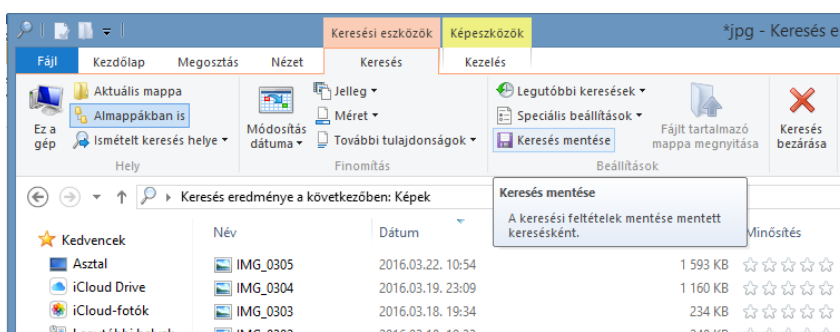 Keresési eszközök Képeszközök *jpg - Keresés e
Fájl Kezdőlap Megosztás Nézet Keresés Kezelés
Ez a gép
Aktuális mappa
Almappákban is
Ismételt keresés helye
Hely
Módosítás dátuma
Jelleg
Méret
További tulajdonságok
Finomítás
Legutóbbi keresések
Speciális beállítások
Keresés mentése
Fájlt tartalmazó mappa megnyitása
Beállítások
Keresés bezárása
Keresés eredménye a következőben: Képek
Keresés mentése
A keresési feltételek mentése mentett
keresésként.
Név Dátum Minősítés
Kedvencek
Asztal
iCloud Drive
iCloud-fotók
IMG_0305 2016.03.22. 10:54 1 593 KB
IMG_0304 2016.03.19. 23:09 1 160 KB
IMG_0303 2016.03.18. 19:34 234 KB